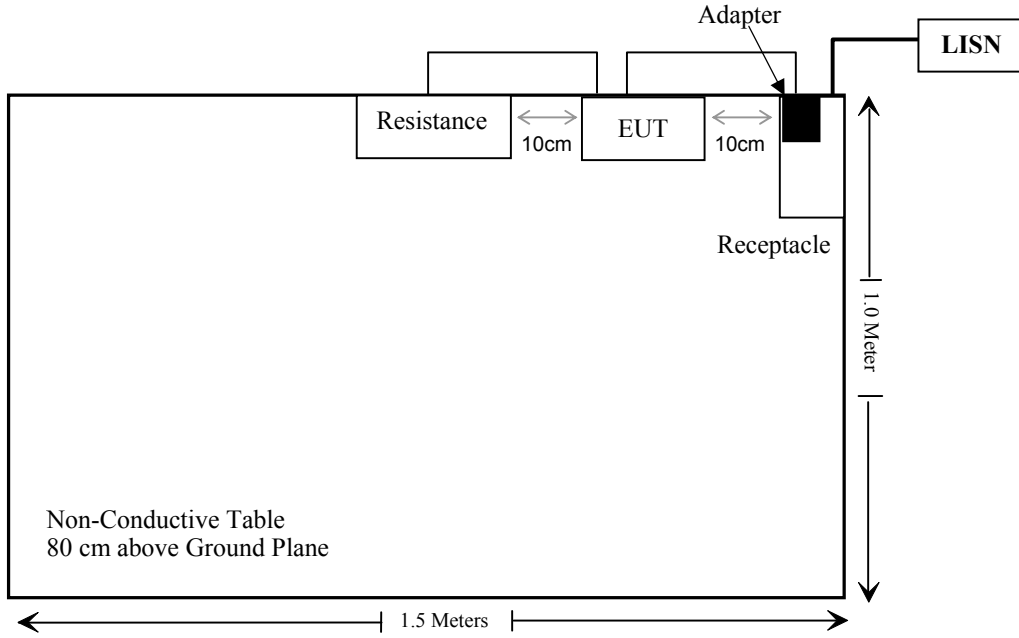 Adapter
LISN
Resistance
10cm
EUT
10cm
Receptacle
1.0 Meter
Non-Conductive Table
80 cm above Ground Plane
1.5 Meters